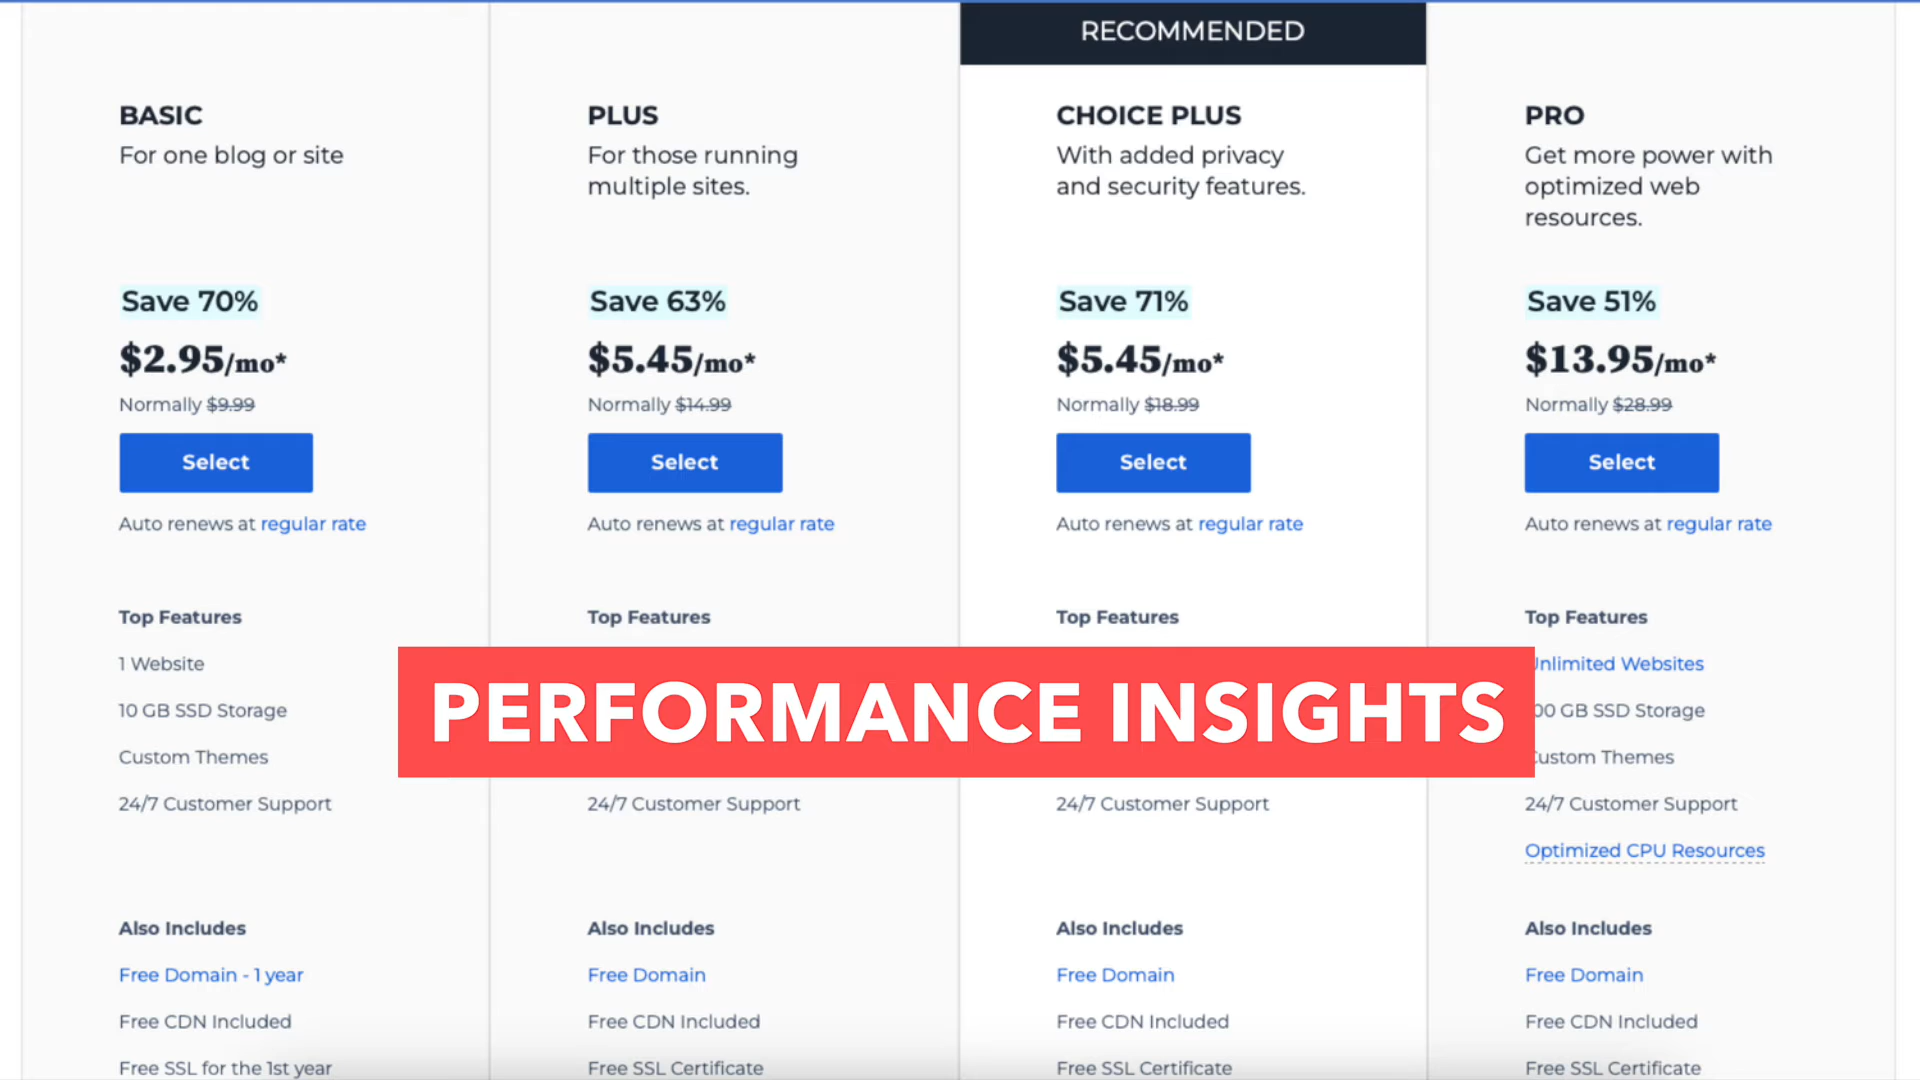 RECOMMENDED
BASIC
For one blog or site
Save 70%
$2.95/mo*
Normally $9.99
Select
Auto renews at regular rate
Top Features
1 Website
10 GB SSD Storage
Custom Themes
24/7 Customer Support
Also Includes
Free Domain - 1 year
Free CDN Included
Free SSL for the 1st year
PLUS
For those running
multiple sites.
Save 63%
$5.45/mo*
Normally $14.99
Select
Auto renews at regular rate
Top Features
24/7 Customer Support
Also Includes
Free Domain
Free CDN Included
Free SSL Certificate
CHOICE PLUS
With added privacy
and security features.
Save 71%
$5.45/mo*
Normally $18.99
Select
Auto renews at regular rate
Top Features
24/7 Customer Support
Also Includes
Free Domain
Free CDN Included
Free SSL Certificate
PRO
Get more power with
optimized web
resources.
Save 51%
$13.95/mo*
Normally $28.99
Select
Auto renews at regular rate
Top Features
Unlimited Websites
GB SSD Storage
Custom Themes
24/7 Customer Support
Optimized CPU Resources
Also Includes
Free Domain
Free CDN Included
Free SSL Certificate
PERFORMANCE INSIGHTS